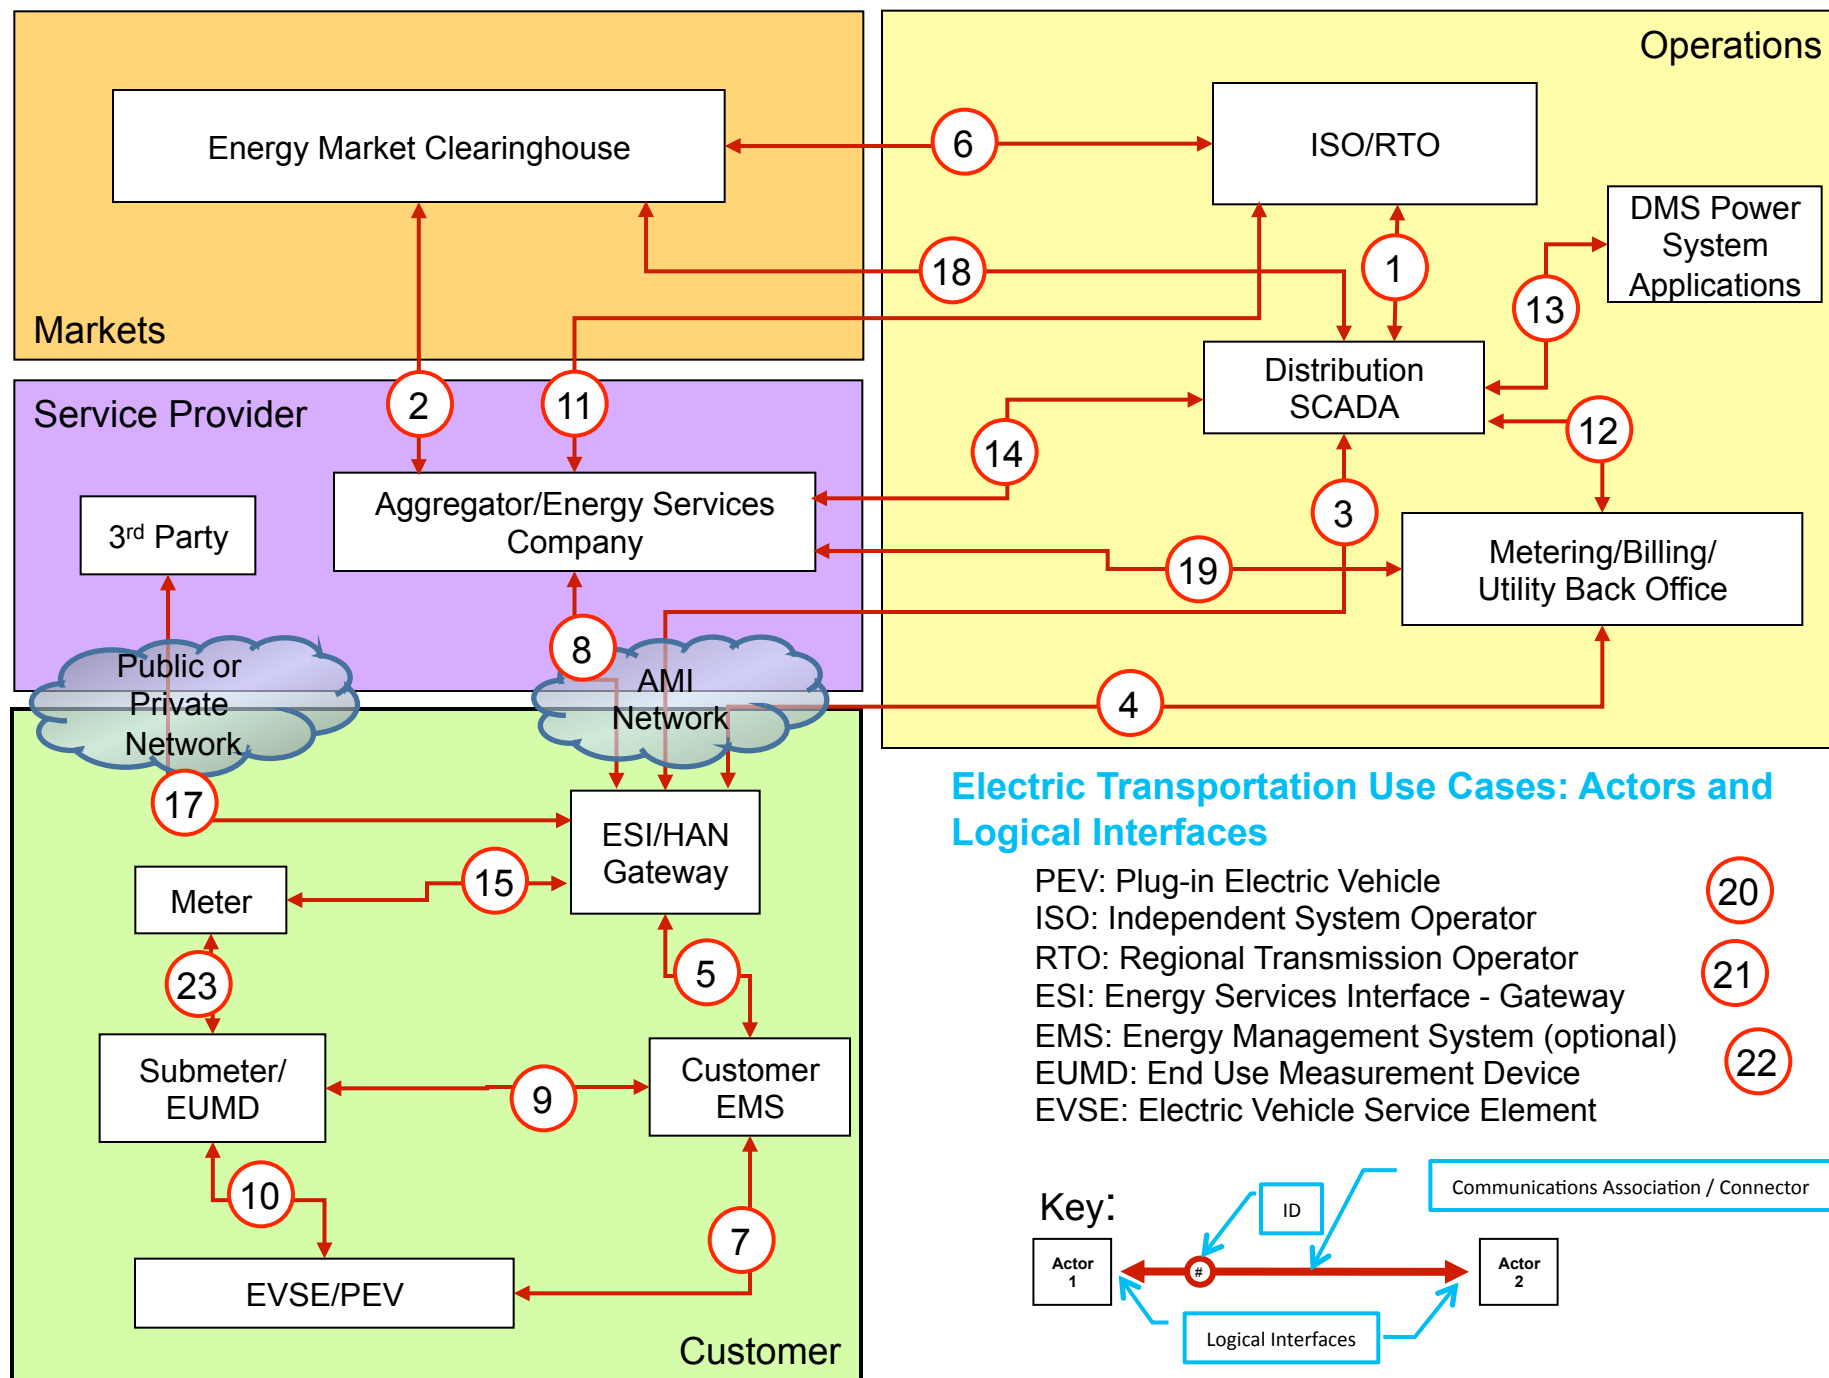 Operations
Energy Market Clearinghouse
6
ISO/RTO
DMS Power
System
Applications
18
1
13
Markets
Distribution
SCADA
Service Provider
2
11
12
14
Aggregator/Energy Services
Company
3rd Party
3
Metering/Billing/
Utility Back Office
19
8
Public or
Private
Network
AMI
Network
4
17
ESI/HAN
Gateway
15
Meter
5
23
Submeter/
EUMD
9
Customer
EMS
10
7
EVSE/PEV
Customer
Electric Transportation Use Cases: Actors and
Logical Interfaces
PEV: Plug-in Electric Vehicle
ISO: Independent System Operator
RTO: Regional Transmission Operator
ESI: Energy Services Interface - Gateway
EMS: Energy Management System (optional)
EUMD: End Use Measurement Device
EVSE: Electric Vehicle Service Element
20
21
22
Key:
ID
Communications Association / Connector
Actor
1
#
Actor
2
Logical Interfaces